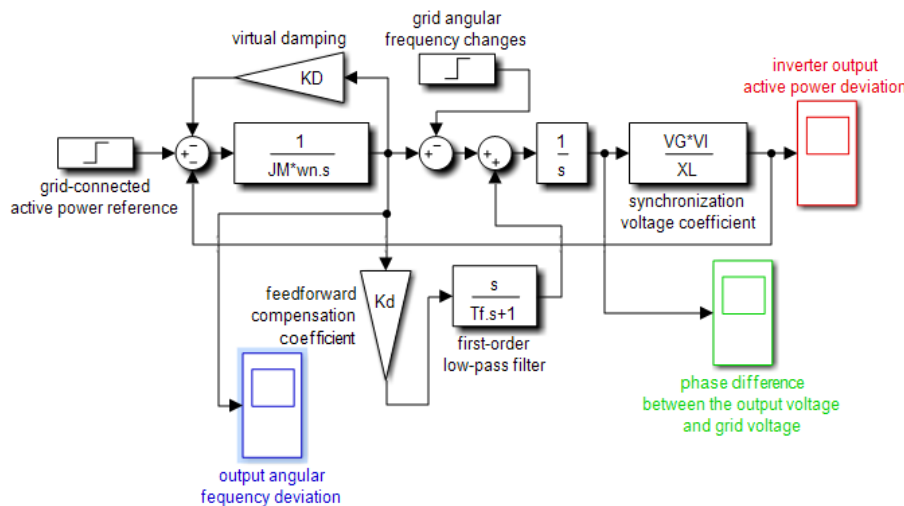 virtual damping
KD
grid angular
frequency changes
inverter output
active power deviation
1
JM*wn.s
1
s
VG*VI
XL
grid-connected
active power reference
synchronization
voltage coefficient
feedforward
compensation
coefficient
Kd
s
Tf.s+1
first-order
low-pass filter
phase difference
between the output voltage
and grid voltage
output angular
fequency deviation